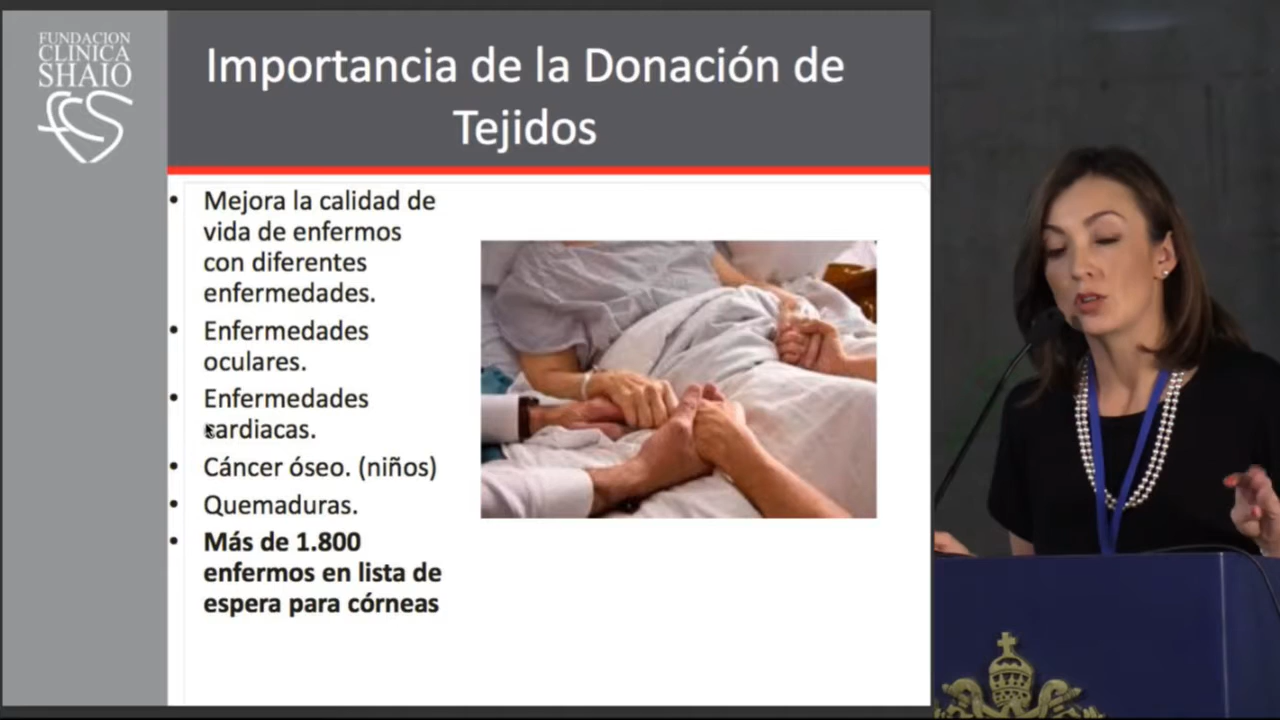 FUNDACION
CLINICA
SHAIO
Importancia de la Donación de
Tejidos
• Mejora la calidad de
vida de enfermos
con diferentes
enfermedades.
• Enfermedades
oculares.
• Enfermedades
cardiacas.
• Cáncer óseo. (niños)
• Quemaduras.
• Más de 1.800
enfermos en lista de
espera para córneas